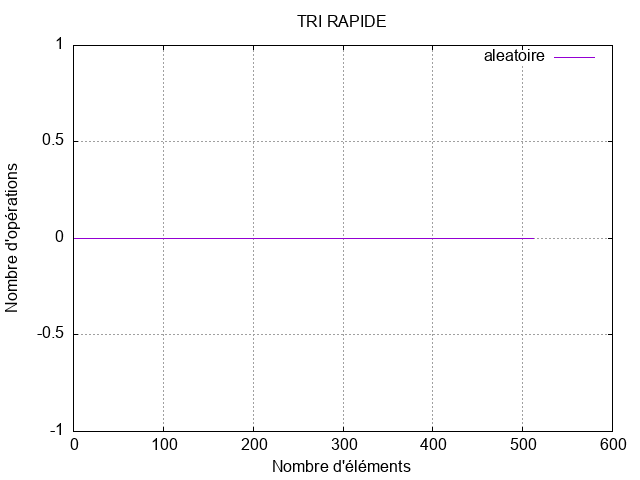 TRI RAPIDE
aleatoire
1
0.5
0
-0.5
-1
Nombre d'opérations
0 100 200 300 400 500 600
Nombre d'éléments